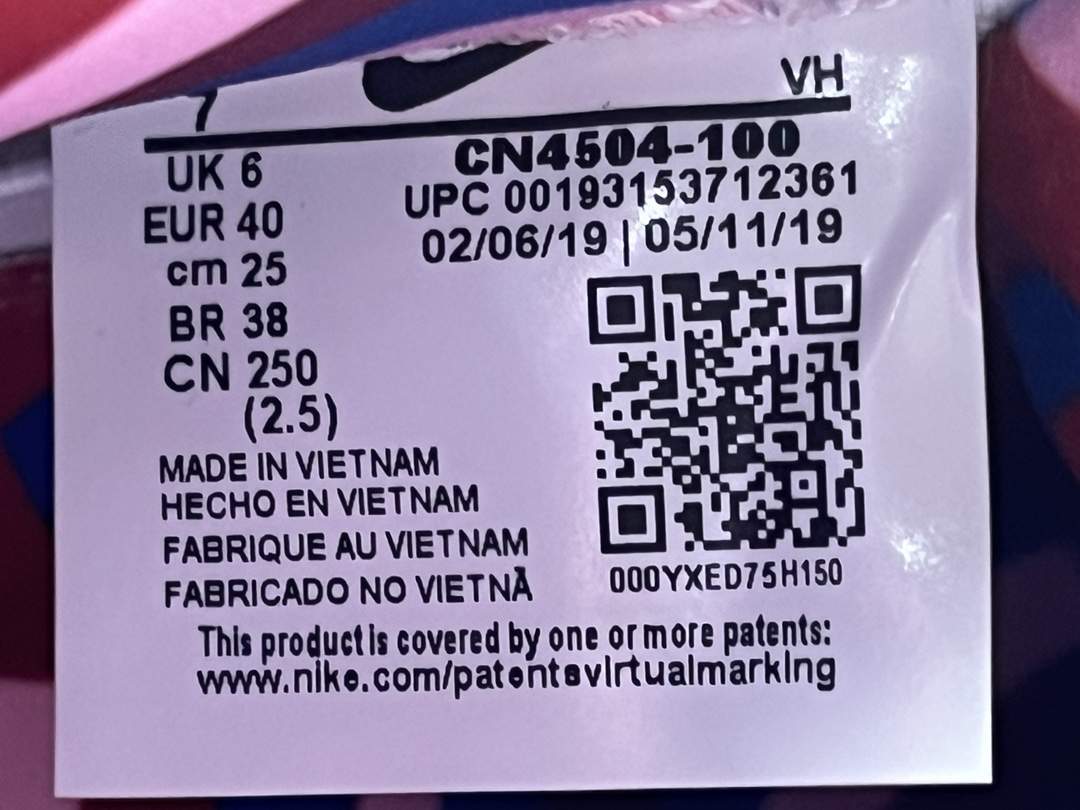 VH
7
UK 6
EUR 40
cm 25
BR 38
CN 250
(2.5)
CN4504-100
UPC 00193153712361
02/06/19 | 05/11/19
MADE IN VIETNAM
HECHO EN VIETNAM
FABRIQUE AU VIETNAM
FABRICADO NO VIETNÃ
000YXED75H150
This product is covered by one or more patents:
www.nike.com/patentsvirtualmarking